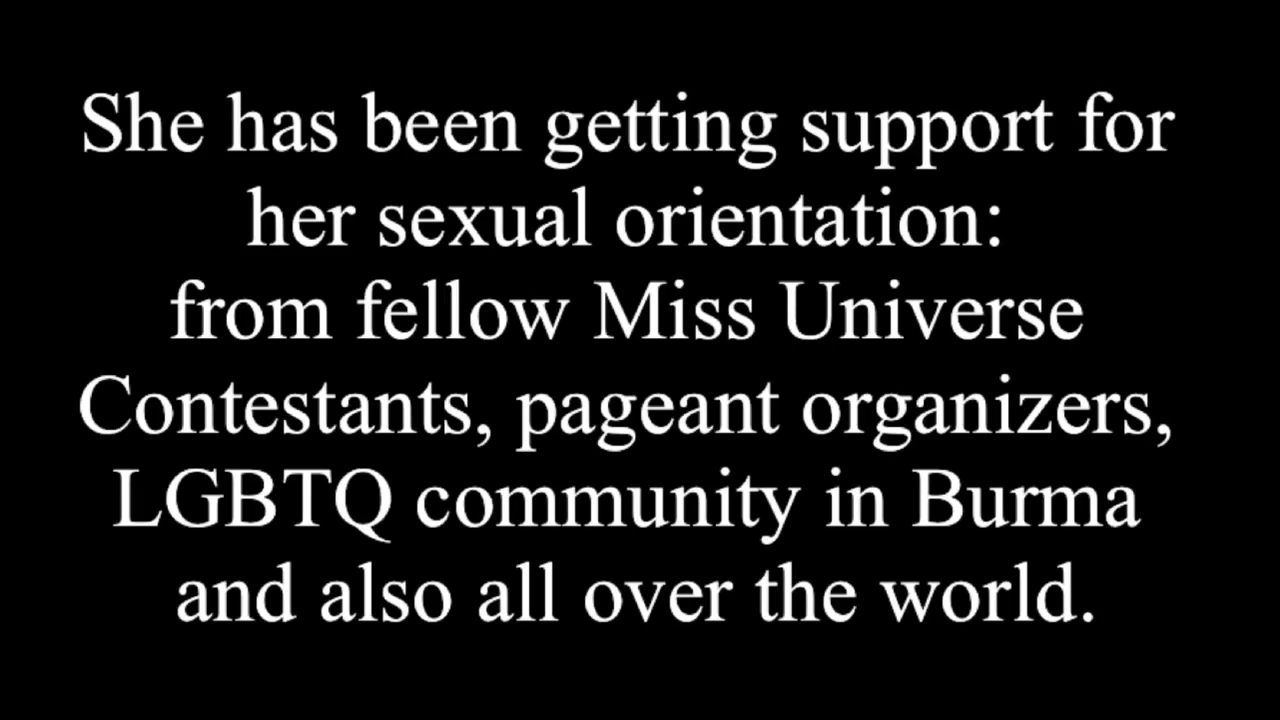 She has been getting support for
her sexual orientation:
from fellow Miss Universe
Contestants, pageant organizers,
LGBTQ community in Burma
and also all over the world.